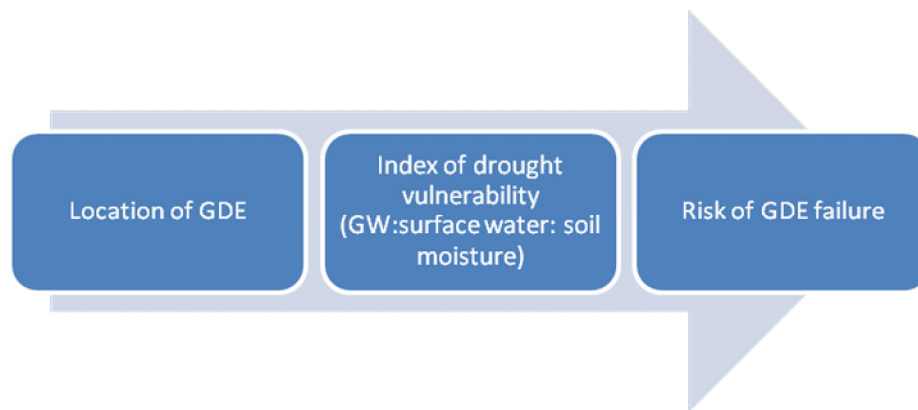 Location of GDE
Index of drought
vulnerability
(GW:surface water: soil
moisture)
Risk of GDE failure